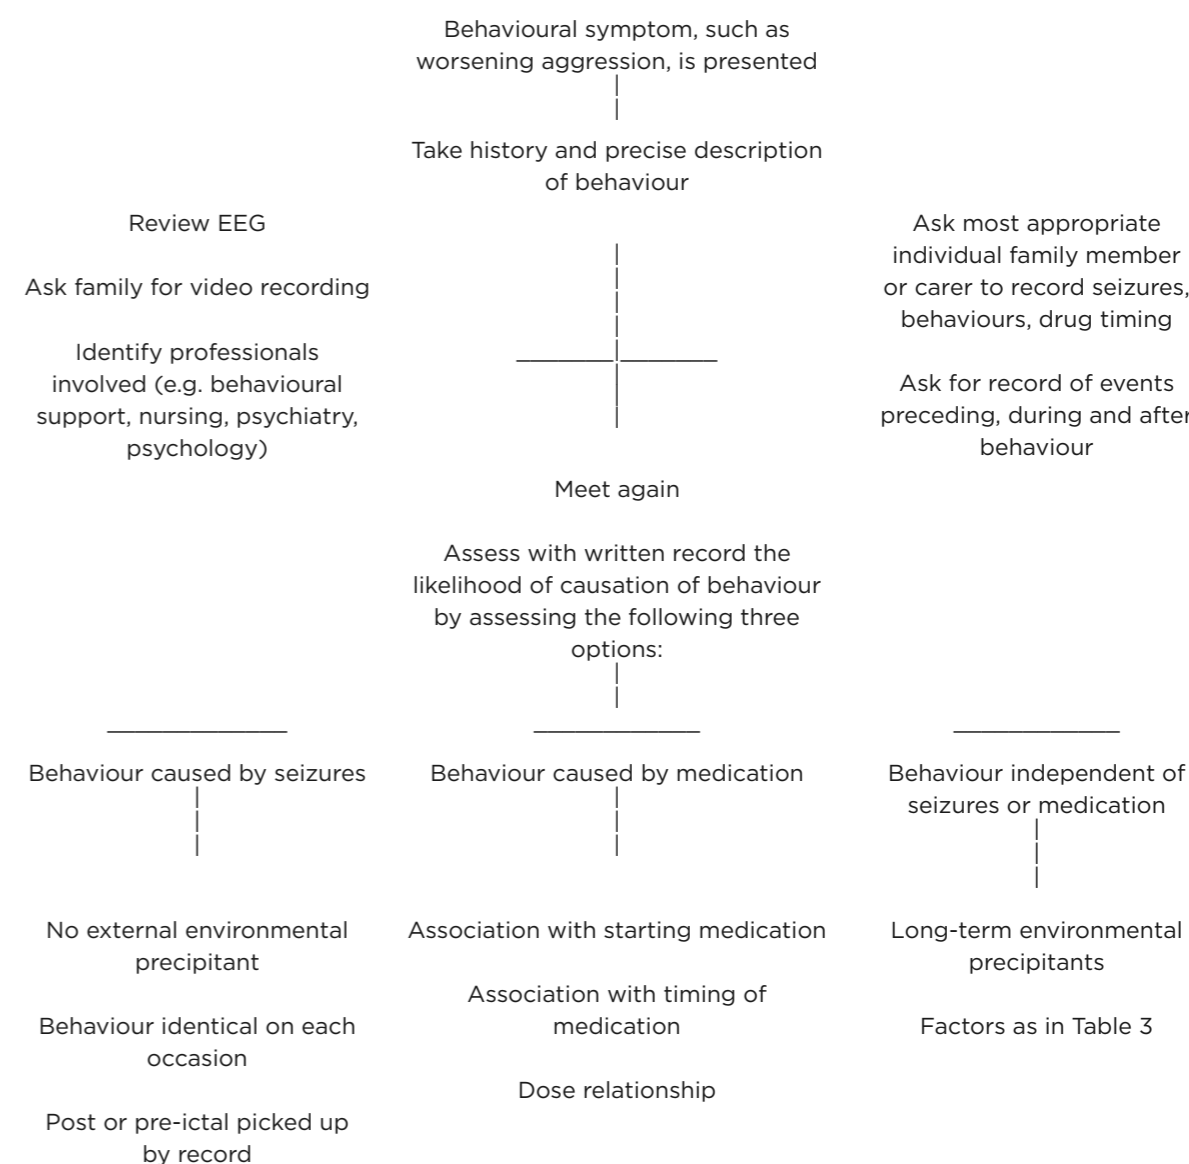 Behavioural symptom, such as
worsening aggression, is presented
Take history and precise description
of behaviour
Review EEG
Ask family for video recording
Identify professionals
involved (e.g. behavioural
support, nursing, psychiatry,
psychology)
Ask most appropriate
individual family member
or carer to record seizures,
behaviours, drug timing
Ask for record of events
preceding, during and after
behaviour
Meet again
Assess with written record the
likelihood of causation of behaviour
by assessing the following three
options:
Behaviour caused by seizures
No external environmental
precipitant
Behaviour identical on each
occasion
Post or pre-ictal picked up
by record
Behaviour caused by medication
Association with starting medication
Association with timing of
medication
Dose relationship
Behaviour independent of
seizures or medication
Long-term environmental
precipitants
Factors as in Table 3